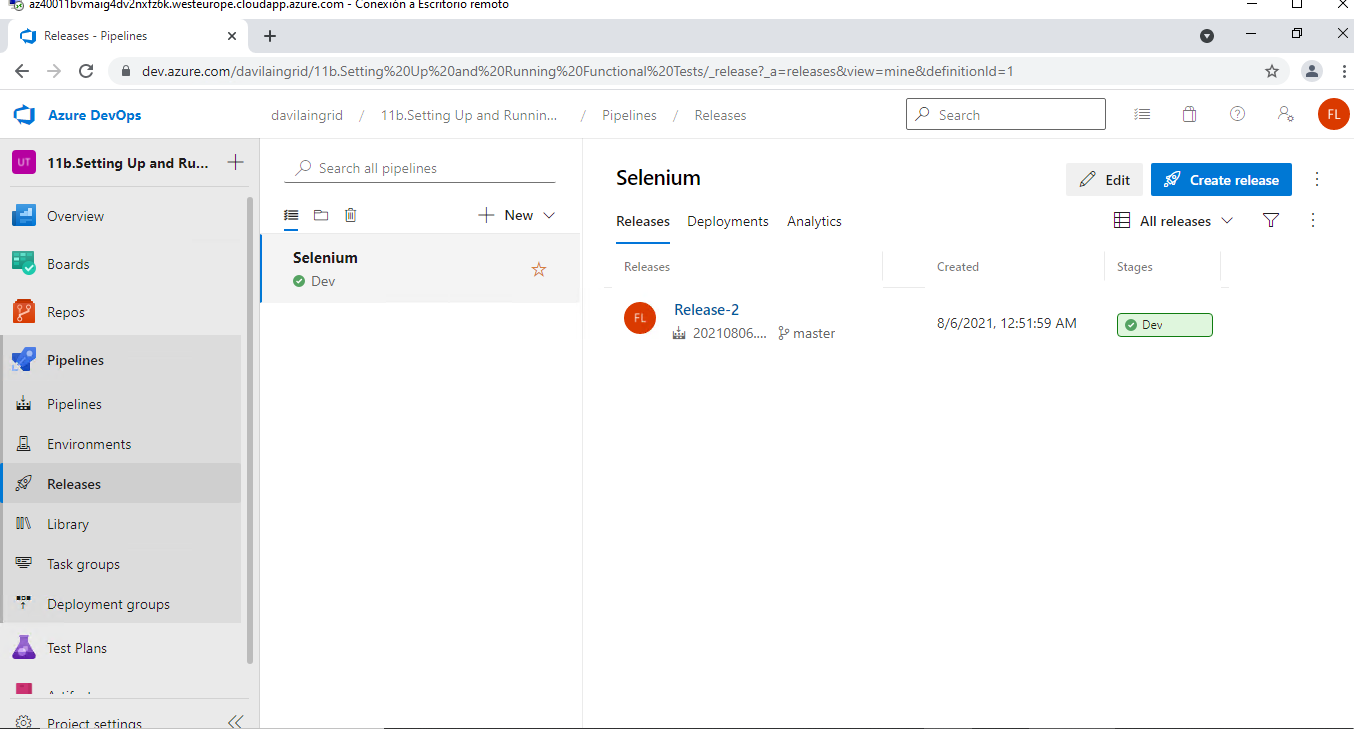 az40011bvmaig4dv2nxfz6k.westeurope.cloudapp.azure.com - Conexión a Escritorio remoto
Releases - Pipelines
dev.azure.com/davilaingrid/11b.Setting%20Up%20and%20Running%20Functional%20Tests/_release?_a=releases&view=mine&definitionId=1
Azure DevOps
davilaingrid / 11b.Setting Up and Runnin... / Pipelines / Releases
Search
FL
UT 11b.Setting Up and Ru...
Overview
Boards
Repos
Pipelines
Pipelines
Environments
Releases
Library
Task groups
Deployment groups
Test Plans
Artifact
Project settings
Search all pipelines
New
Selenium
Dev
Selenium
Edit
Create release
Releases Deployments Analytics
All releases
Releases Created Stages
FL
Release-2
20210806.... master
8/6/2021, 12:51:59 AM
Dev